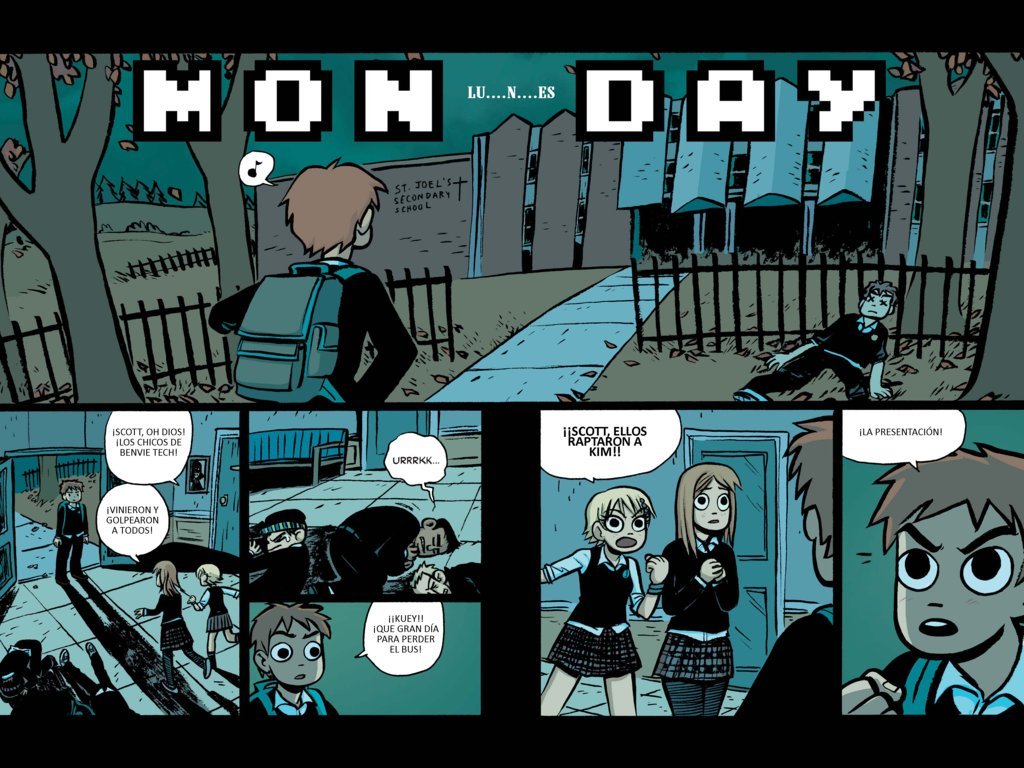 MON DAY
LU....N....ES
ST. JOEL'S
SECONDARY
SCHOOL
¡SCOTT, OH DIOS!
¡LOS CHICOS DE
BENVIE TECH!
¡VINIERON Y
GOLPEARON
A TODOS!
URRRKK...
¡¡KUEY!!
¡QUE GRAN DÍA
PARA PERDER
EL BUS!
¡¡SCOTT, ELLOS
RAPTARON A
KIM!!
¡LA PRESENTACIÓN!